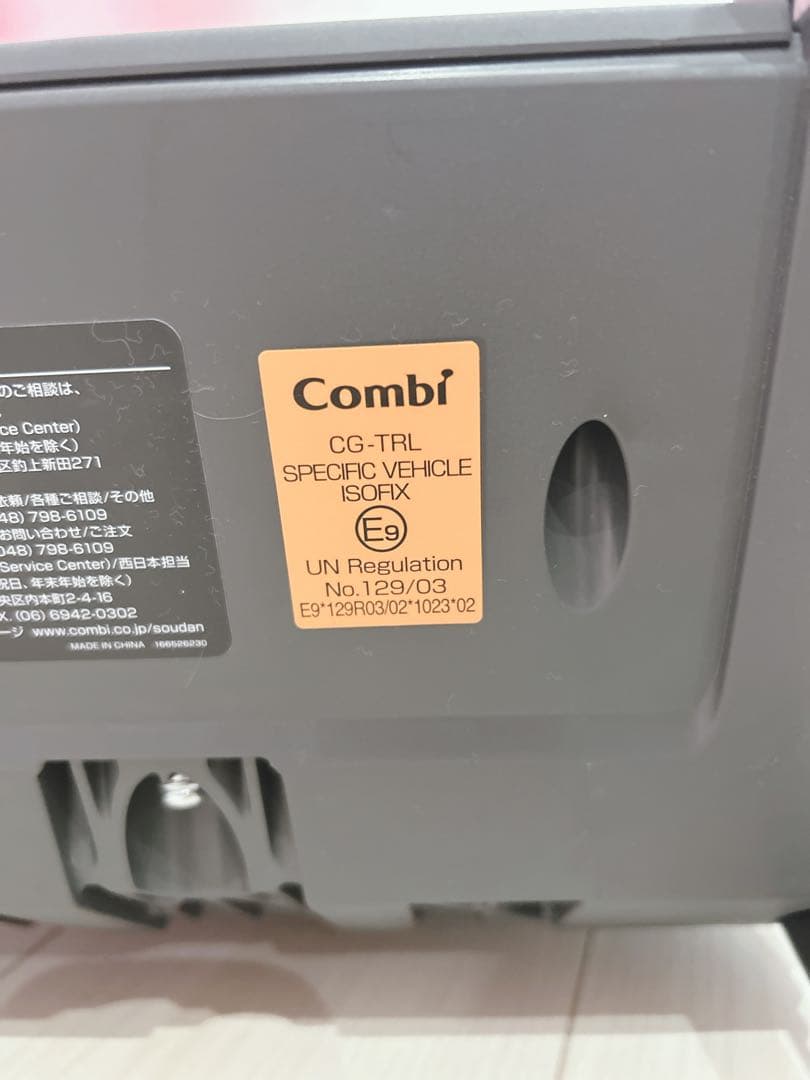 のご相談は、
ce Center)
年始を除く)
区釣上新田271
依頼/各種ご相談/その他
48) 798-6109
お問い合わせ/ご注文
048) 798-6109
Service Center)/西日本担当
祝日、年末年始を除く)
央区内本町2-4-16
X. (06) 6942-0302
ージ www.combi.co.jp/soudan
MADE IN CHINA 166526230
Combi
CG-TRL
SPECIFIC VEHICLE
ISOFIX
E9
UN Regulation
No.129/03
E9*129R03/02*1023*02